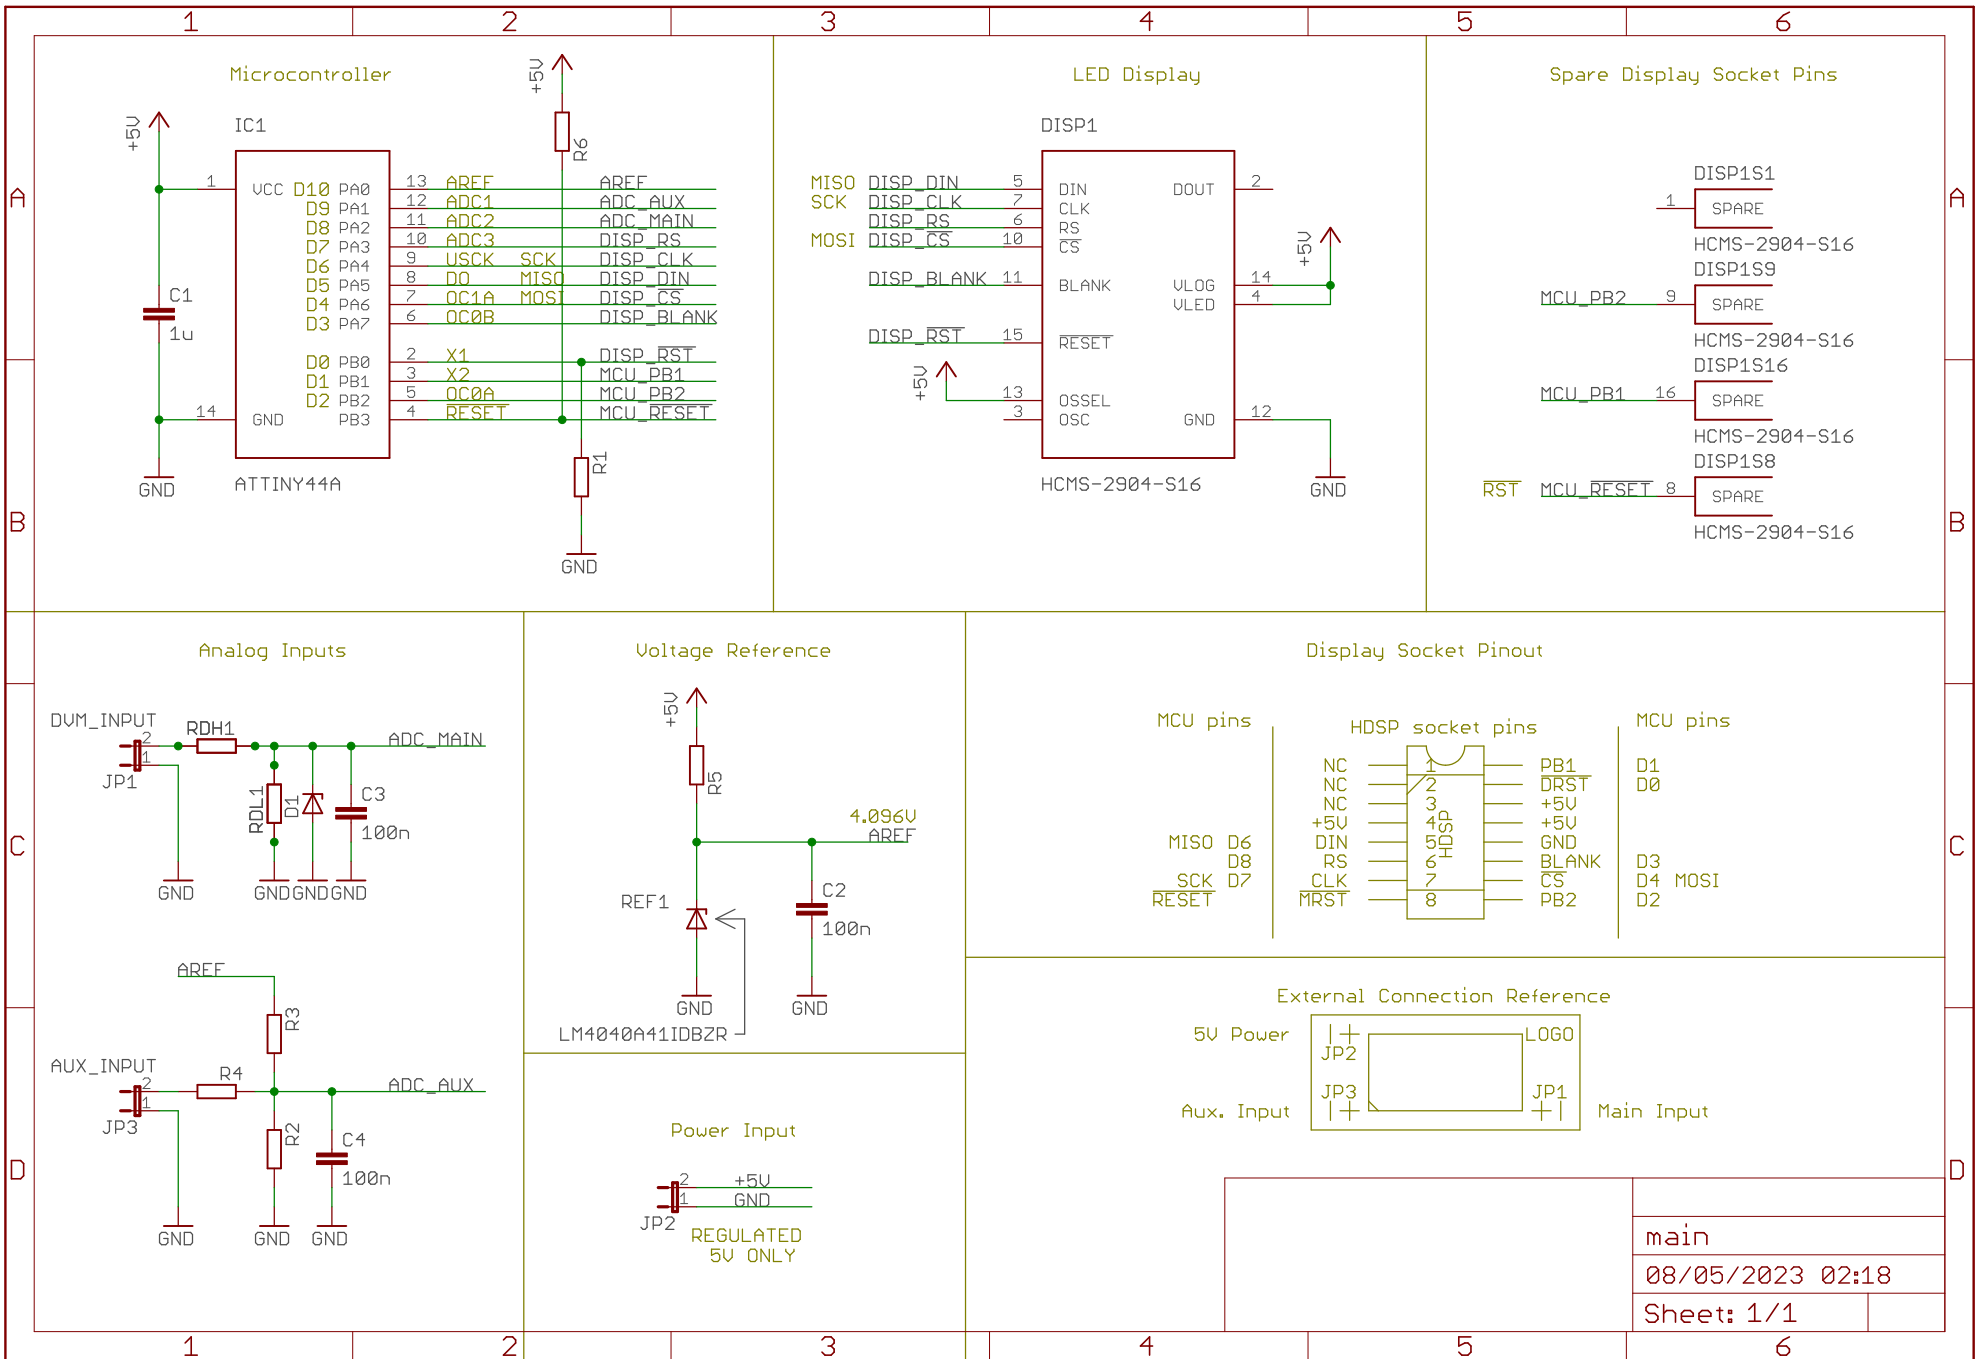 1 2 3 4 5 6
A
B
C
D
Microcontroller
+5V
+5V
IC1
R6
1 VCC D10 PA0 13 AREF AREF
D9 PA1 12 ADC1 ADC_AUX
D8 PA2 11 ADC2 ADC_MAIN
D7 PA3 10 ADC3 DISP_RS
D6 PA4 9 USCK SCK DISP_CLK
D5 PA5 8 DO MISO DISP_DIN
D4 PA6 7 OC1A MOSI DISP_CS
D3 PA7 6 OC0B DISP_BLANK
D0 PB0 2 X1 DISP_RST
D1 PB1 3 X2 MCU_PB1
D2 PB2 5 OC0A MCU_PB2
14 GND PB3 4 RESET MCU_RESET
C1
1u
R1
GND
ATTINY44A
GND
LED Display
DISP1
MISO DISP_DIN 5 DIN DOUT 2
SCK DISP_CLK 7 CLK
DISP_RS 6 RS
MOSI DISP_CS 10 CS
+5V
DISP_BLANK 11 BLANK VLOG 14
VLED 4
DISP_RST 15 RESET
+5V
13 OSSEL
3 OSC GND 12
HCMS-2904-S16
GND
Spare Display Socket Pins
DISP1S1
1 SPARE
HCMS-2904-S16
DISP1S9
MCU_PB2 9 SPARE
HCMS-2904-S16
DISP1S16
MCU_PB1 16 SPARE
HCMS-2904-S16
DISP1S8
RST MCU_RESET 8 SPARE
HCMS-2904-S16
A
B
C
D
Analog Inputs
DVM_INPUT
RDH1
2
1
ADC_MAIN
JP1
RDL1
D1
C3
100n
GND GND GND GND
AREF
R3
AUX_INPUT
R4
2
1
ADC_AUX
JP3
R2
C4
100n
GND GND GND
Voltage Reference
+5V
R5
4.096V
AREF
REF1
C2
100n
GND GND
LM4040A41IDBZR
Power Input
2 +5V
1 GND
JP2
REGULATED
5V ONLY
Display Socket Pinout
MCU pins HDSP socket pins MCU pins
HDSP
NC 1 PB1 D1
NC 2 DRST D0
NC 3 +5V
+5V 4 +5V
MISO D6 DIN 5 GND
D8 RS 6 BLANK D3
SCK D7 CLK 7 CS D4 MOSI
RESET MRST 8 PB2 D2
External Connection Reference
5V Power JP2 LOGO
Aux. Input JP3 JP1 Main Input
main
08/05/2023 02:18
Sheet: 1/1
1 2 3 4 5 6